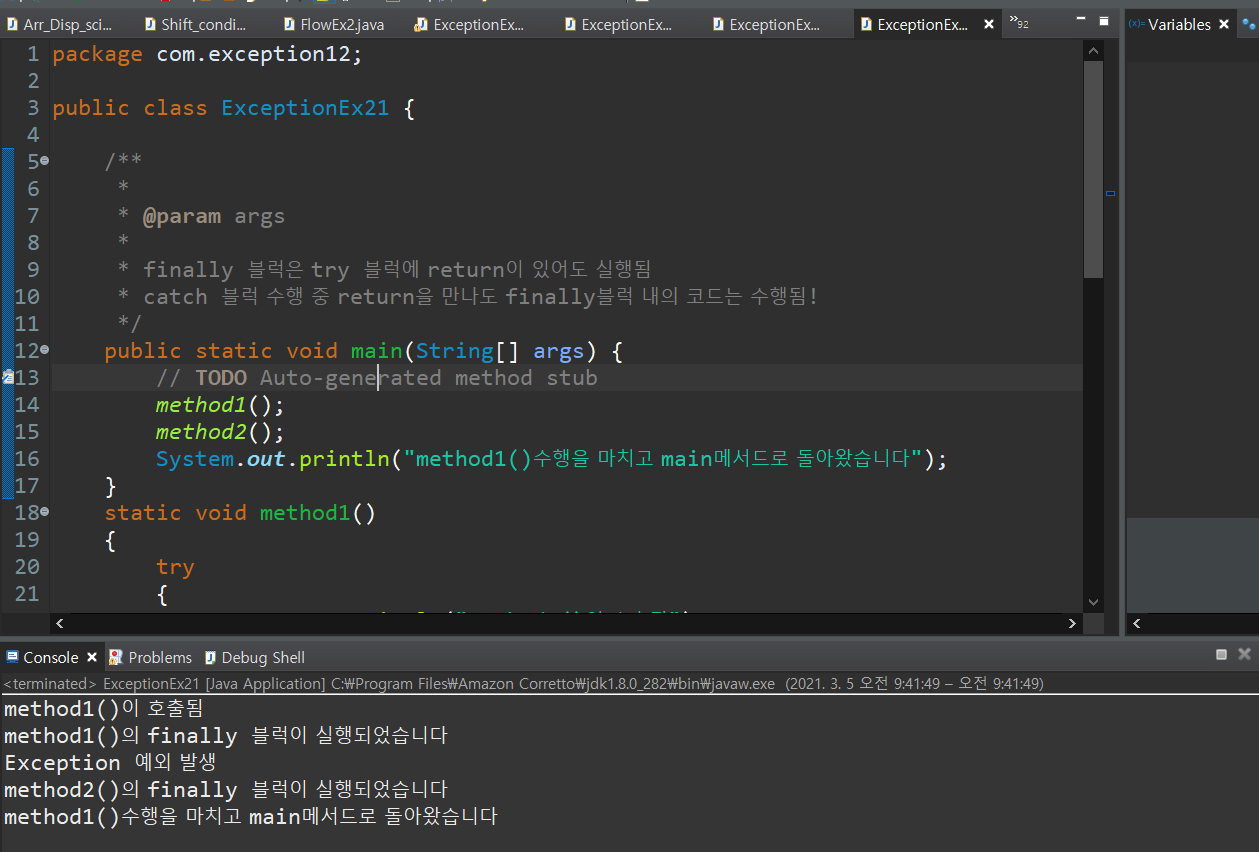 Arr_Disp_sci... Shift_condi... FlowEx2.java ExceptionEx... ExceptionEx... ExceptionEx... ExceptionEx... »92 (x)= Variables
1 package com.exception12;
2
3 public class ExceptionEx21 {
4
5 /**
6 *
7 * @param args
8 *
9 * finally 블럭은 try 블럭에 return이 있어도 실행됨
10 * catch 블럭 수행 중 return을 만나도 finally블럭 내의 코드는 수행됨!
11 */
12 public static void main(String[] args) {
13 // TODO Auto-generated method stub
14 method1();
15 method2();
16 System.out.println("method1()수행을 마치고 main메서드로 돌아왔습니다");
17 }
18 static void method1()
19 {
20 try
21 {
Console Problems Debug Shell
<terminated> ExceptionEx21 [Java Application] C:₩Program Files₩Amazon Corretto₩jdk1.8.0_282₩bin₩javaw.exe (2021. 3. 5 오전 9:41:49 – 오전 9:41:49)
method1()이 호출됨
method1()의 finally 블럭이 실행되었습니다
Exception 예외 발생
method2()의 finally 블럭이 실행되었습니다
method1()수행을 마치고 main메서드로 돌아왔습니다